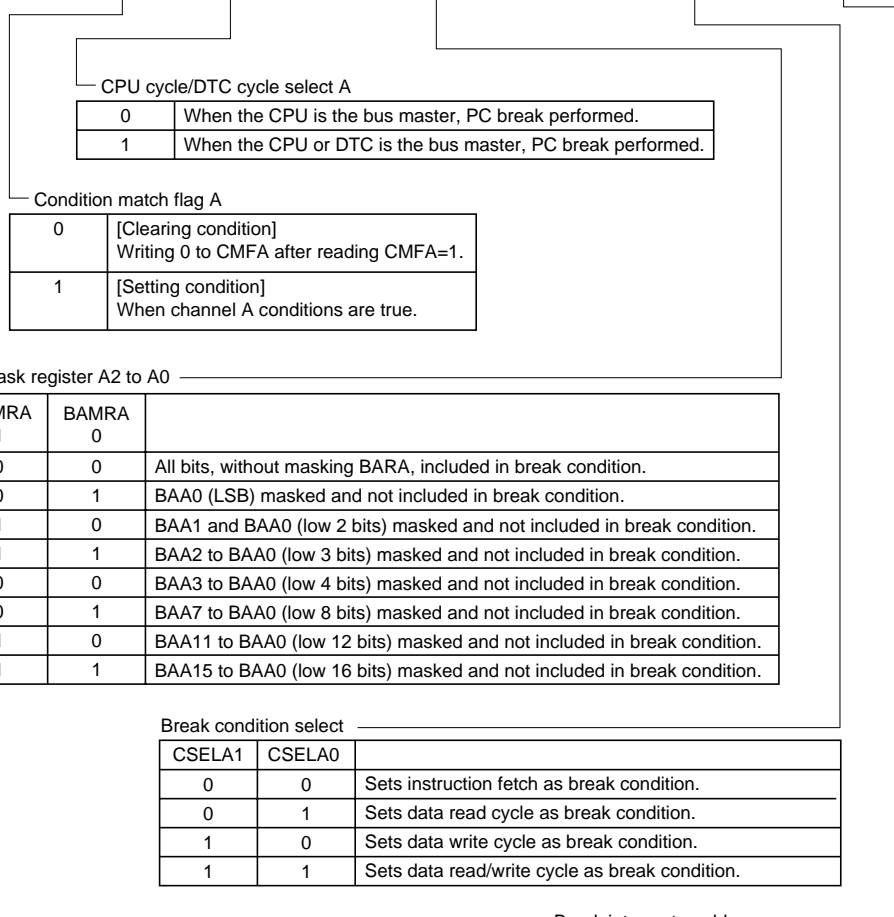 CPU cycle/DTC cycle select A
0 When the CPU is the bus master, PC break performed.
1 When the CPU or DTC is the bus master, PC break performed.
Condition match flag A
0 [Clearing condition]
Writing 0 to CMFA after reading CMFA=1.
1 [Setting condition]
When channel A conditions are true.
register A2 to A0
BAMRA
0
0 All bits, without masking BARA, included in break condition.
1 BAA0 (LSB) masked and not included in break condition.
0 BAA1 and BAA0 (low 2 bits) masked and not included in break condition.
1 BAA2 to BAA0 (low 3 bits) masked and not included in break condition.
0 BAA3 to BAA0 (low 4 bits) masked and not included in break condition.
1 BAA7 to BAA0 (low 8 bits) masked and not included in break condition.
0 BAA11 to BAA0 (low 12 bits) masked and not included in break condition.
1 BAA15 to BAA0 (low 16 bits) masked and not included in break condition.
Break condition select
CSELA1 CSELA0
0 0 Sets instruction fetch as break condition.
0 1 Sets data read cycle as break condition.
1 0 Sets data write cycle as break condition.
1 1 Sets data read/write cycle as break condition.